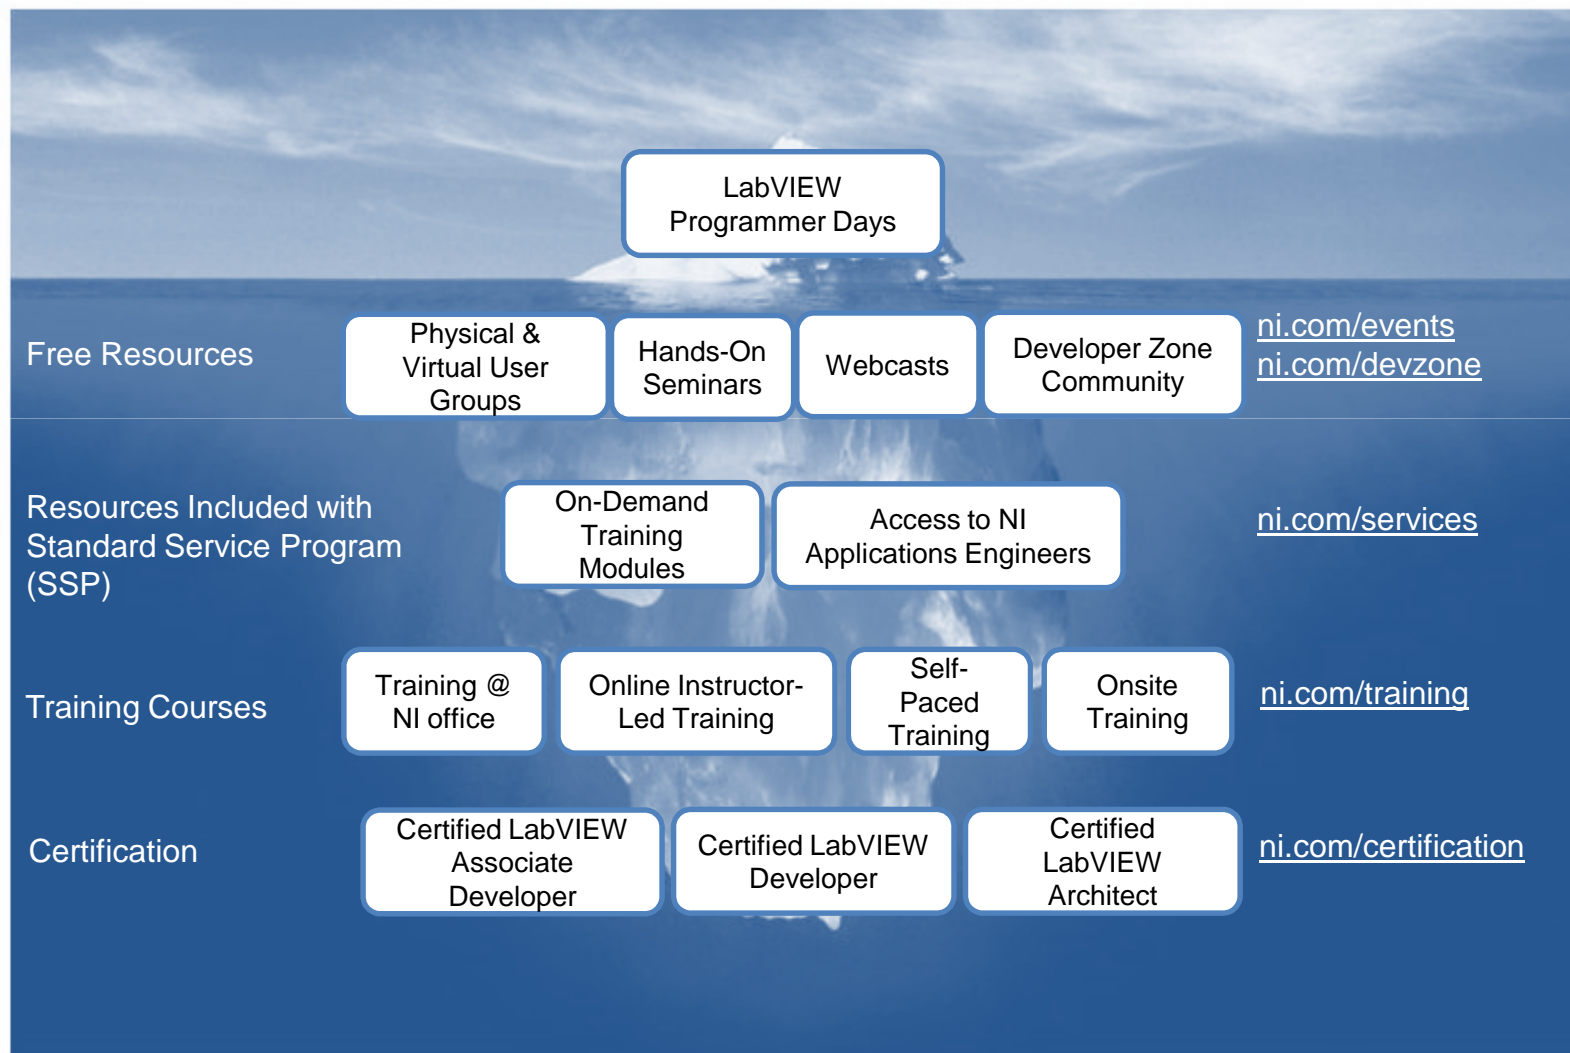 LabVIEW
Programmer Days
Free Resources
Physical &
Virtual User
Groups
Hands-On
Seminars
Webcasts
Developer Zone
Community
ni.com/events
ni.com/devzone
Resources Included with
Standard Service Program
(SSP)
On-Demand
Training
Modules
Access to NI
Applications Engineers
ni.com/services
Training Courses
Training @
NI office
Online Instructor-
Led Training
Self-
Paced
Training
Onsite
Training
ni.com/training
Certification
Certified LabVIEW
Associate
Developer
Certified LabVIEW
Developer
Certified
LabVIEW
Architect
ni.com/certification